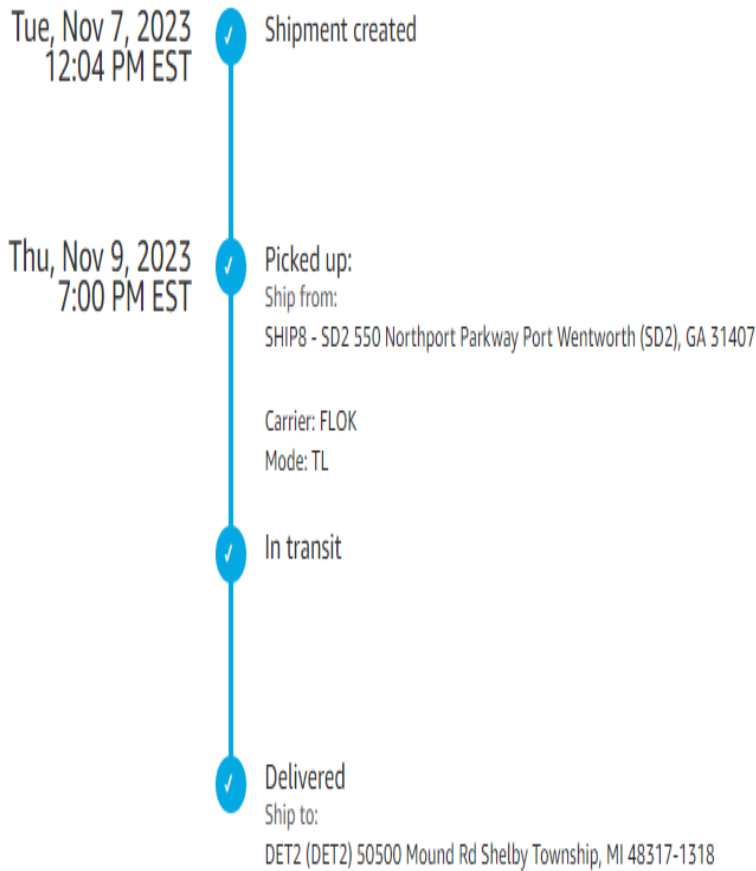 Tue, Nov 7, 2023
12:04 PM EST
Shipment created
Thu, Nov 9, 2023
7:00 PM EST
Picked up:
Ship from:
SHIP8 - SD2 550 Northport Parkway Port Wentworth (SD2), GA 31407
Carrier: FLOK
Mode: TL
In transit
Delivered
Ship to:
DET2 (DET2) 50500 Mound Rd Shelby Township, MI 48317-1318